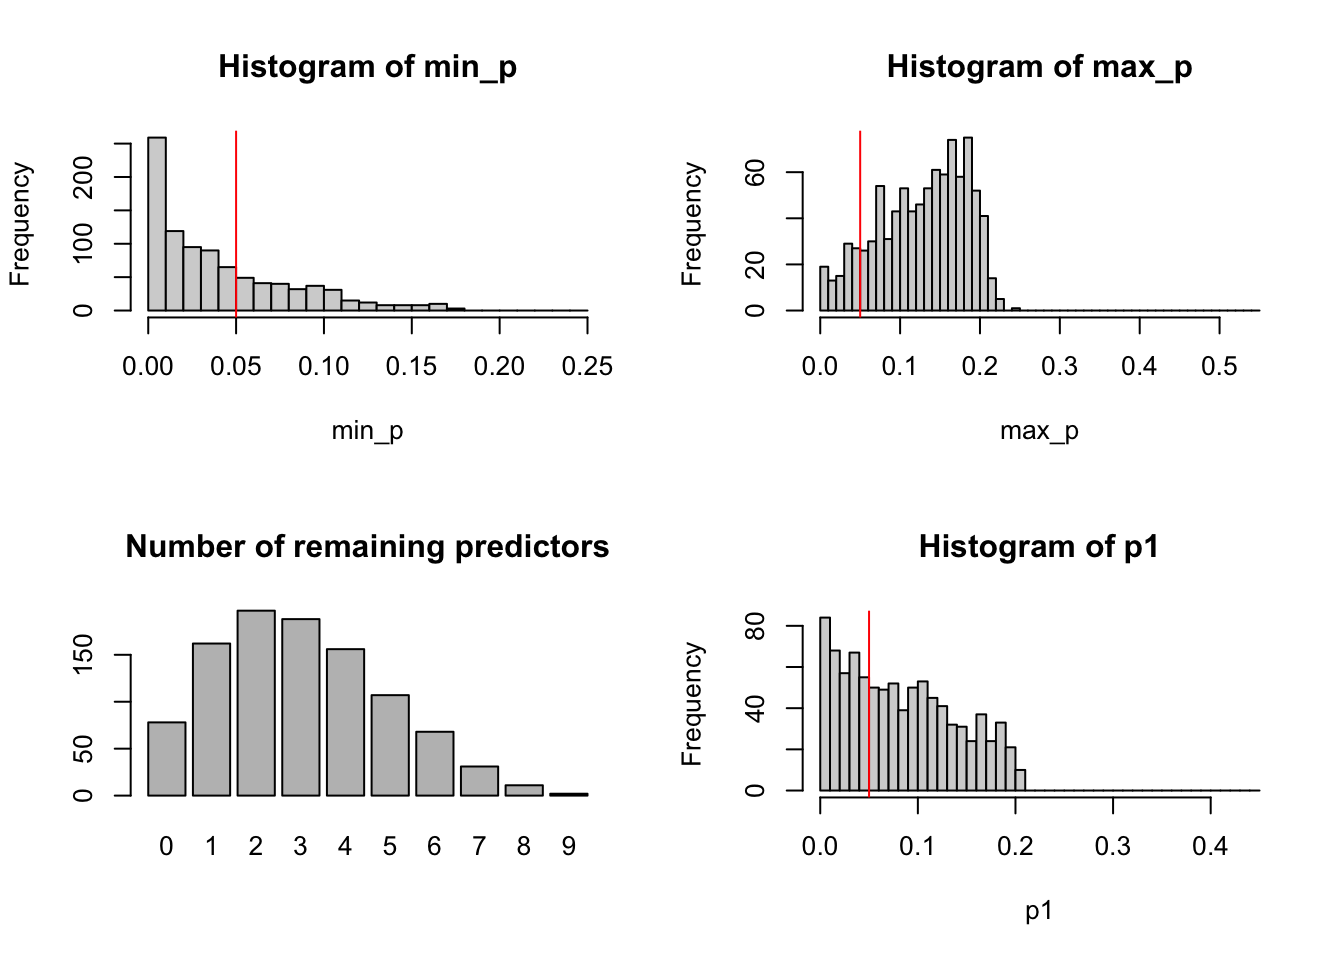 Histogram of min_p
Frequency
0
100
200
0.00 0.05 0.10 0.15 0.20 0.25
min_p
Histogram of max_p
Frequency
0
20
60
0.0 0.1 0.2 0.3 0.4 0.5
max_p
Number of remaining predictors
0
50
150
0 1 2 3 4 5 6 7 8 9
Histogram of p1
Frequency
0
40
80
0.0 0.1 0.2 0.3 0.4
p1